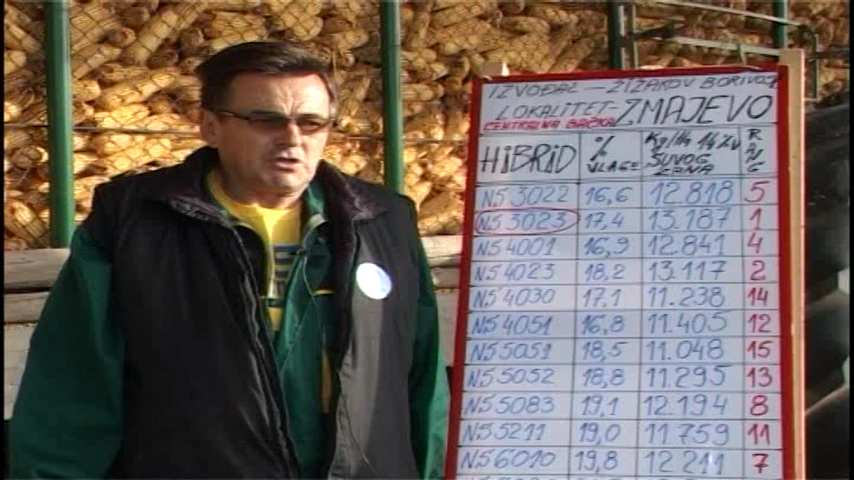 IZVOĐAČ — ŽIŽAKOV BORIVOJ
LOKALITET - ZMAJEVO
CENTRALNA BAČKA
HIBRID % VLAGE Kg/Ha 14%V SUVOG ZRNA RANG
NS 3022 16,6 12.818 5
NS 3023 17,4 13.187 1
NS 4001 16,9 12.841 4
NS 4023 18,2 13.117 2
NS 4030 17,1 11.238 14
NS 4051 16,8 11.405 12
NS 5051 18,5 11.048 15
NS 5052 18,8 11.295 13
NS 5083 19,1 12.194 8
NS 5211 19,0 11.759 11
NS 6010 19,8 12.211 7